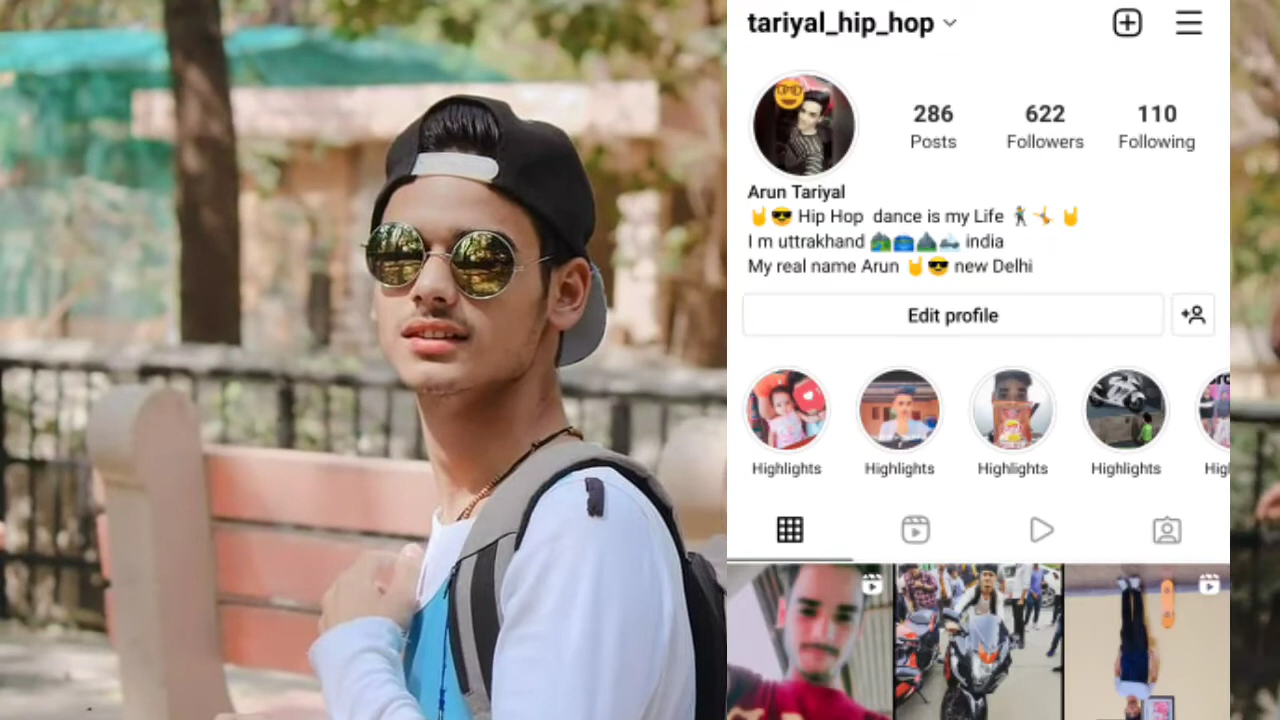 tariyal_hip_hop
286 622 110
Posts Followers Following
Arun Tariyal
🤘😎 Hip Hop dance is my Life 🕺🤸 🤘
I m uttrakhand 🏞️🌊⛰️🏔️ india
My real name Arun 🤘😎 new Delhi
Edit profile
Highlights Highlights Highlights Highlights